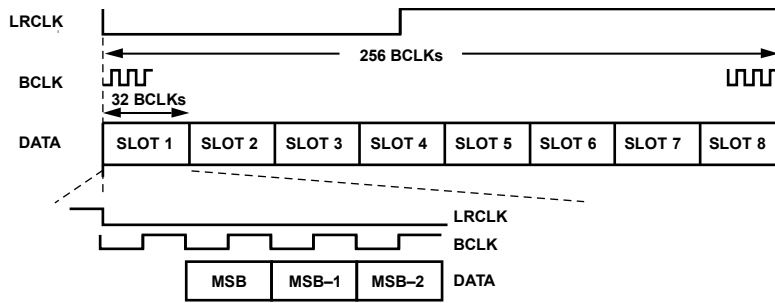 LRCLK
256 BCLKs
BCLK
32 BCLKs
DATA SLOT 1 SLOT 2 SLOT 3 SLOT 4 SLOT 5 SLOT 6 SLOT 7 SLOT 8
LRCLK
BCLK
MSB MSB–1 MSB–2 DATA